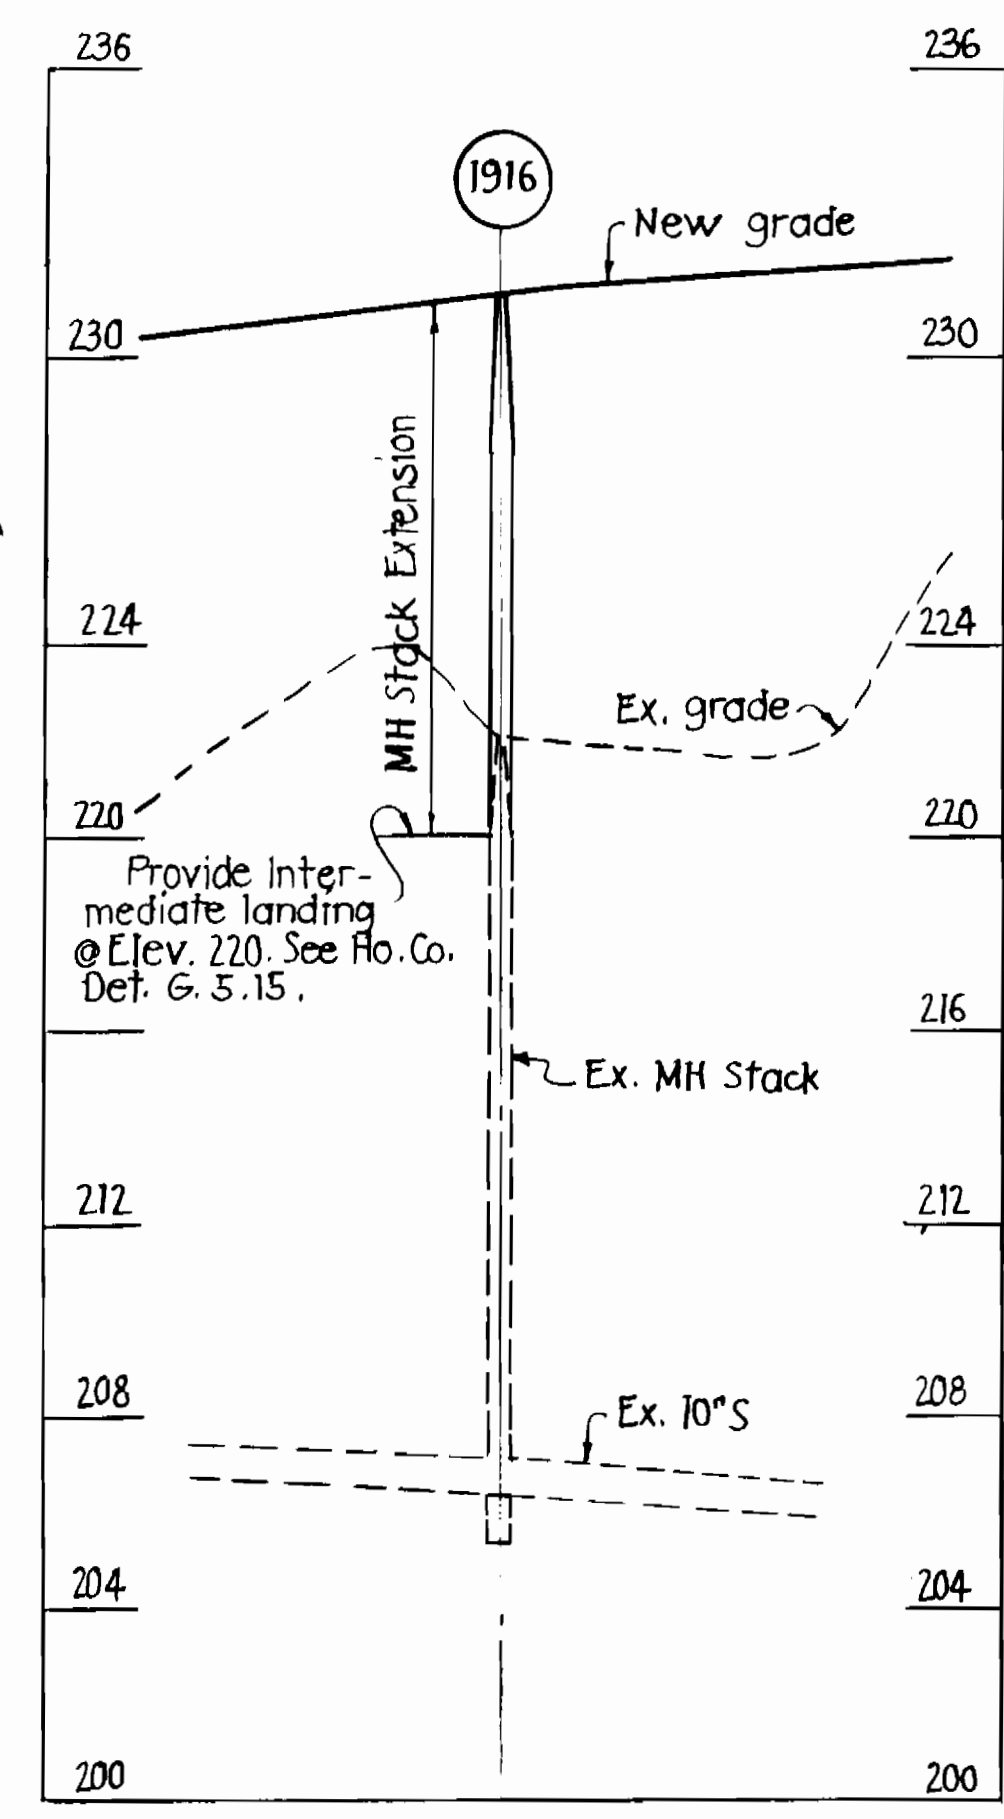 236
236
1916
New grade
230
230
MH Stack Extension
224
224
Ex. grade
220
220
Provide Inter-
mediate landing
@ Elev. 220. See Ho. Co.
Det. G. 5.15.
216
Ex. MH Stack
212
212
208
208
Ex. 10" S
204
204
200
200